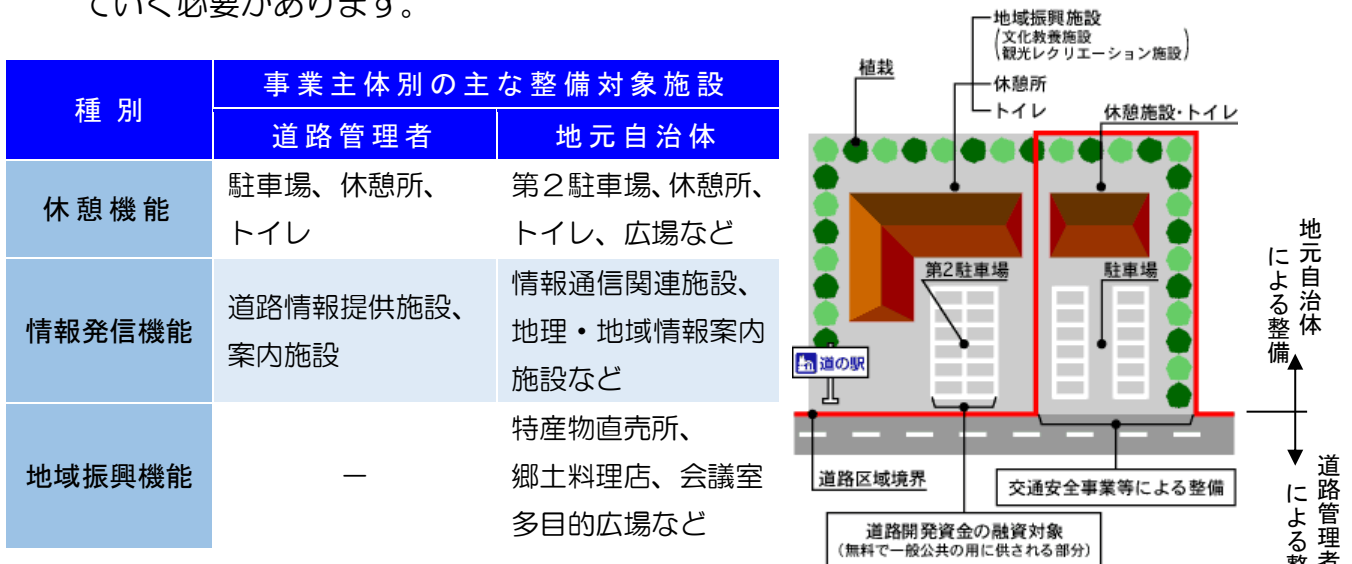 ていく必要があります。
種別
事業主体別の主な整備対象施設
道路管理者
地元自治体
休憩機能
駐車場、休憩所、
トイレ
第２駐車場、休憩所、
トイレ、広場など
情報発信機能
道路情報提供施設、
案内施設
情報通信関連施設、
地理・地域情報案内
施設など
地域振興機能
－
特産物直売所、
郷土料理店、会議室
多目的広場など
地域振興施設
(文化教養施設
観光レクリエーション施設)
植栽
休憩所
トイレ
休憩施設・トイレ
第2駐車場
駐車場
道の駅
道路区域境界
交通安全事業等による整備
道路開発資金の融資対象
(無料で一般公共の用に供される部分)
地元自治体
による整備
道路管理者
による整